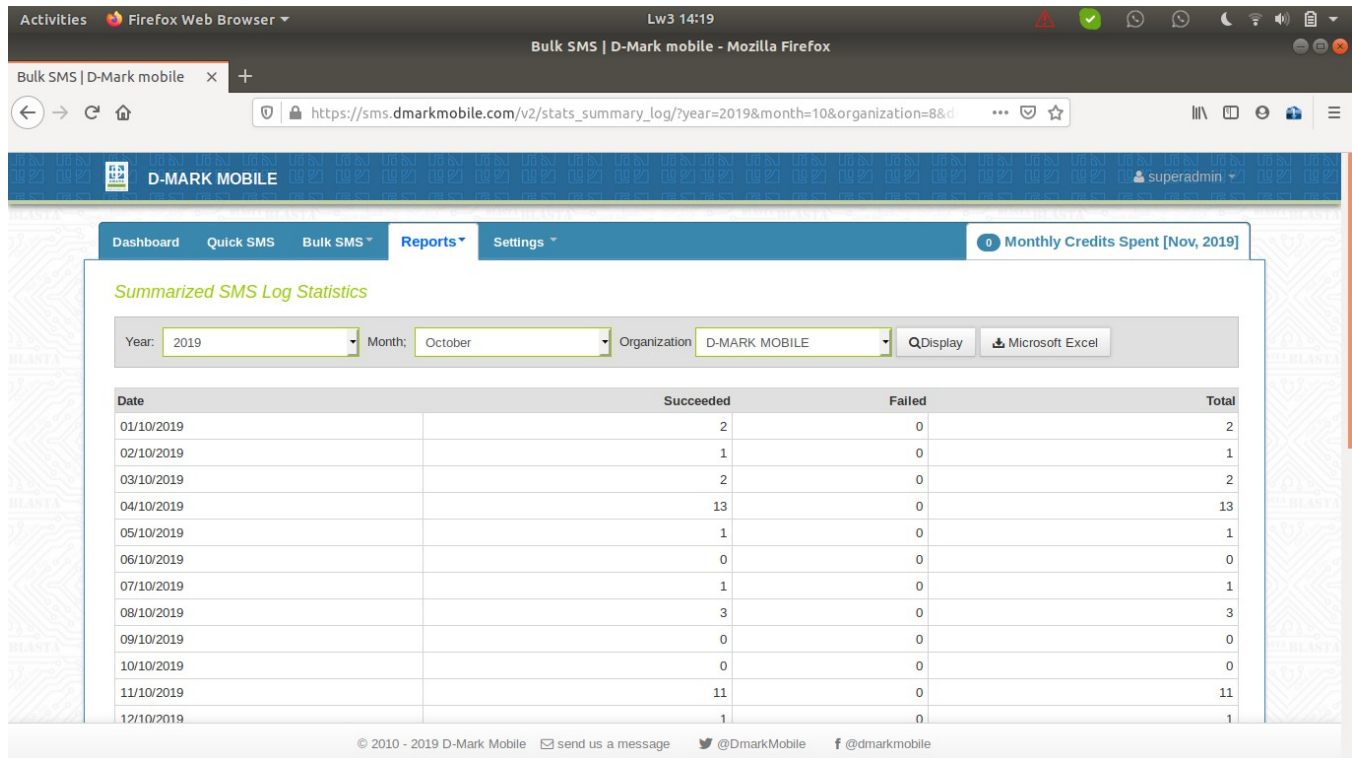 Activities Firefox Web Browser Lw3 14:19
Bulk SMS | D-Mark mobile - Mozilla Firefox
Bulk SMS | D-Mark mobile
https://sms.dmarkmobile.com/v2/stats_summary_log/?year=2019&month=10&organization=8&d
D-MARK MOBILE superadmin
Dashboard Quick SMS Bulk SMS Reports Settings 0 Monthly Credits Spent [Nov, 2019]
Summarized SMS Log Statistics
Year: 2019 Month; October Organization D-MARK MOBILE Display Microsoft Excel
Date Succeeded Failed Total
01/10/2019 2 0 2
02/10/2019 1 0 1
03/10/2019 2 0 2
04/10/2019 13 0 13
05/10/2019 1 0 1
06/10/2019 0 0 0
07/10/2019 1 0 1
08/10/2019 3 0 3
09/10/2019 0 0 0
10/10/2019 0 0 0
11/10/2019 11 0 11
12/10/2019 1 0 1
© 2010 - 2019 D-Mark Mobile send us a message @DmarkMobile @dmarkmobile